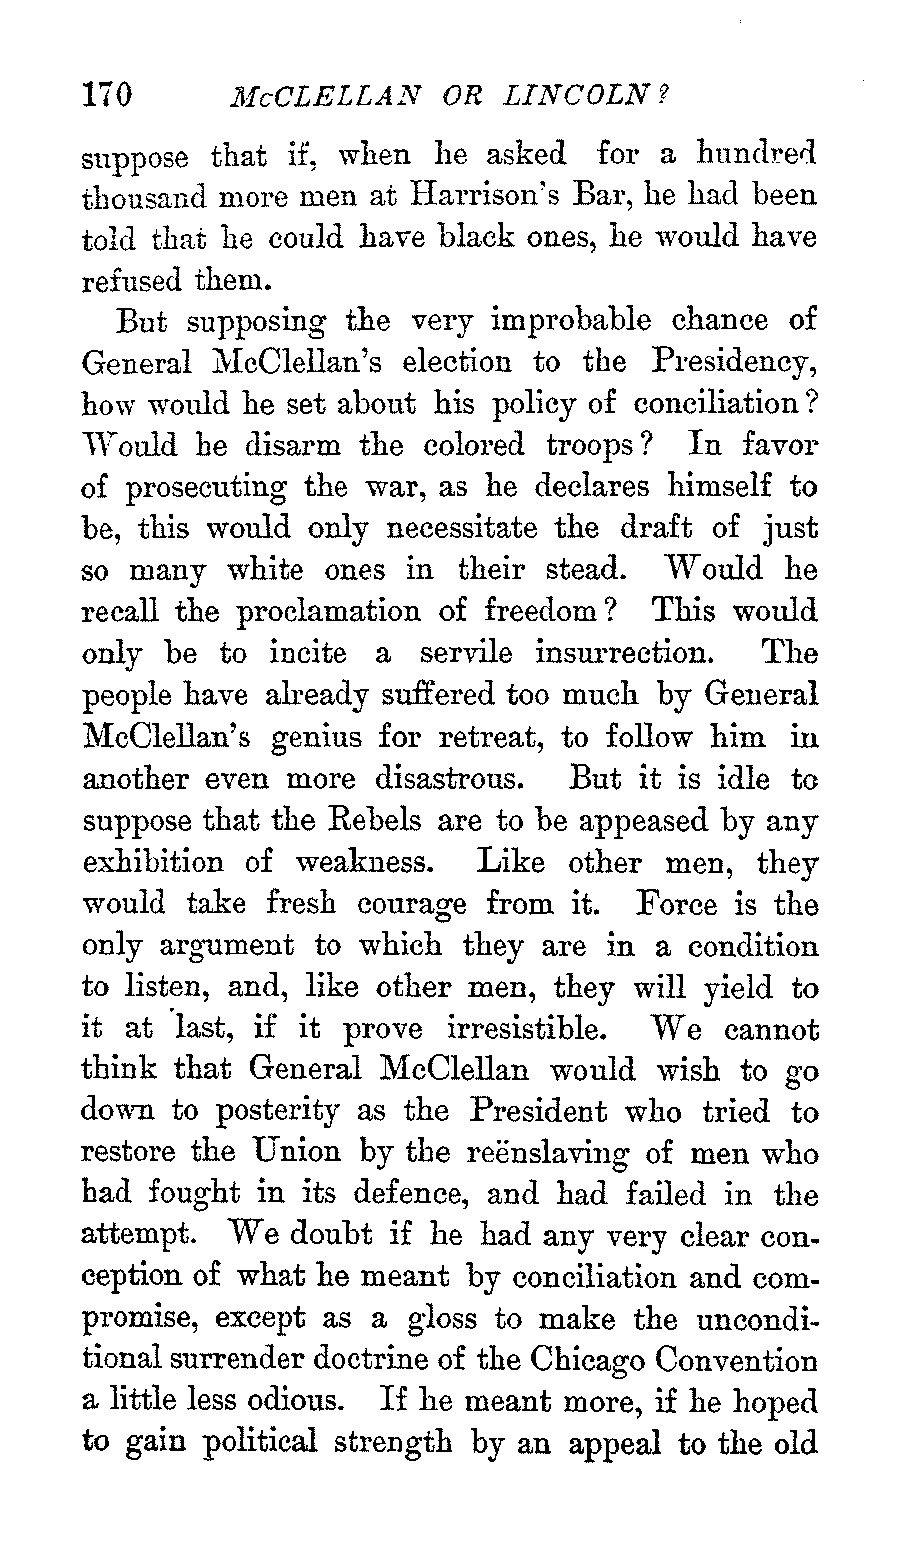 170 McCLELLAN OR LINCOLN?
suppose that if, when he asked for a hundred
thousand more men at Harrison's Bar, he had been
told that he could have black ones, he would have
refused them.
But supposing the very improbable chance of
General McClellan's election to the Presidency,
how would he set about his policy of conciliation?
Would he disarm the colored troops? In favor
of prosecuting the war, as he declares himself to
be, this would only necessitate the draft of just
so many white ones in their stead. Would he
recall the proclamation of freedom? This would
only be to incite a servile insurrection. The
people have already suffered too much by General
McClellan's genius for retreat, to follow him in
another even more disastrous. But it is idle to
suppose that the Rebels are to be appeased by any
exhibition of weakness. Like other men, they
would take fresh courage from it. Force is the
only argument to which they are in a condition
to listen, and, like other men, they will yield to
it at last, if it prove irresistible. We cannot
think that General McClellan would wish to go
down to posterity as the President who tried to
restore the Union by the reënslaving of men who
had fought in its defence, and had failed in the
attempt. We doubt if he had any very clear con-
ception of what he meant by conciliation and com-
promise, except as a gloss to make the uncondi-
tional surrender doctrine of the Chicago Convention
a little less odious. If he meant more, if he hoped
to gain political strength by an appeal to the old